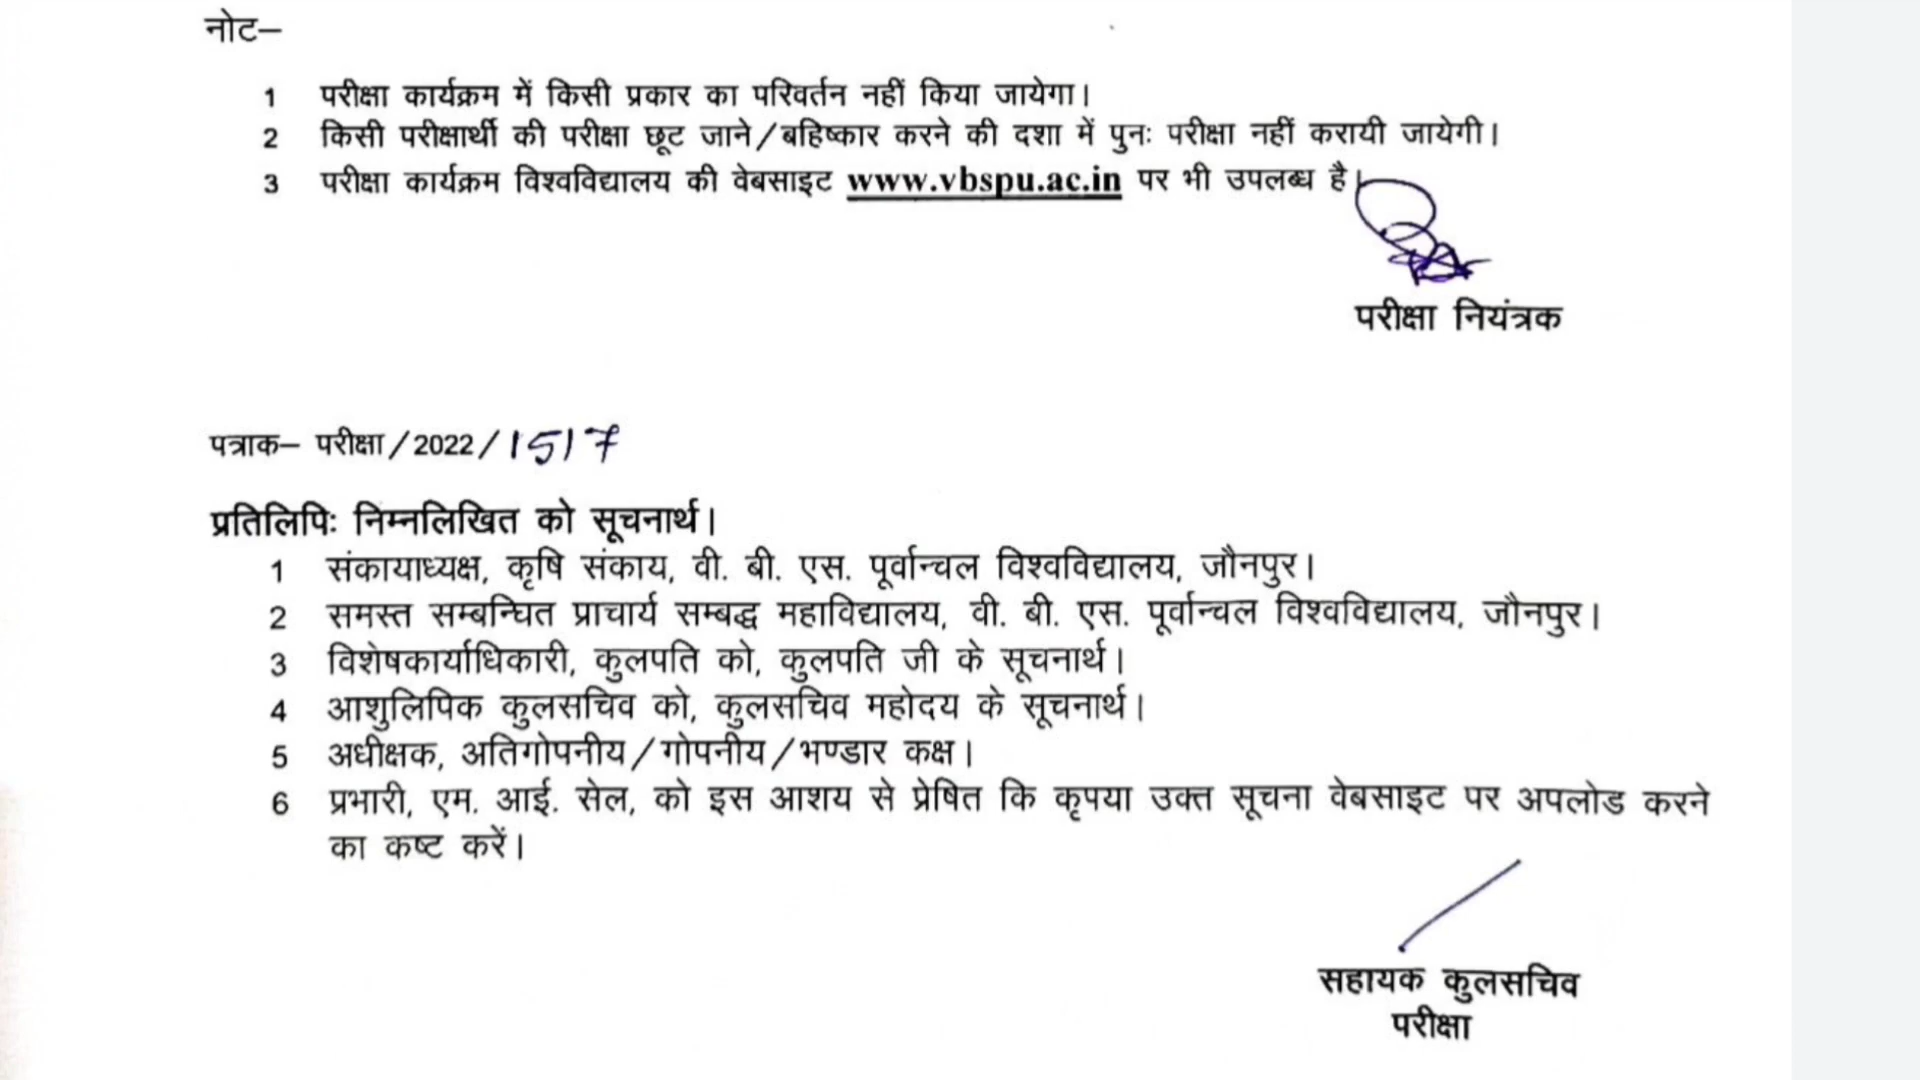 नोट–
1 परीक्षा कार्यक्रम में किसी प्रकार का परिवर्तन नहीं किया जायेगा।
2 किसी परीक्षार्थी की परीक्षा छूट जाने/बहिष्कार करने की दशा में पुनः परीक्षा नहीं करायी जायेगी।
3 परीक्षा कार्यक्रम विश्वविद्यालय की वेबसाइट www.vbspu.ac.in पर भी उपलब्ध है।
परीक्षा नियंत्रक
पत्राक– परीक्षा/2022/1517
प्रतिलिपिः निम्नलिखित को सूचनार्थ।
1 संकायाध्यक्ष, कृषि संकाय, वी. बी. एस. पूर्वान्चल विश्वविद्यालय, जौनपुर।
2 समस्त सम्बन्धित प्राचार्य सम्बद्ध महाविद्यालय, वी. बी. एस. पूर्वान्चल विश्वविद्यालय, जौनपुर।
3 विशेषकार्याधिकारी, कुलपति को, कुलपति जी के सूचनार्थ।
4 आशुलिपिक कुलसचिव को, कुलसचिव महोदय के सूचनार्थ।
5 अधीक्षक, अतिगोपनीय/गोपनीय/भण्डार कक्ष।
6 प्रभारी, एम. आई. सेल, को इस आशय से प्रेषित कि कृपया उक्त सूचना वेबसाइट पर अपलोड करने
का कष्ट करें।
सहायक कुलसचिव
परीक्षा